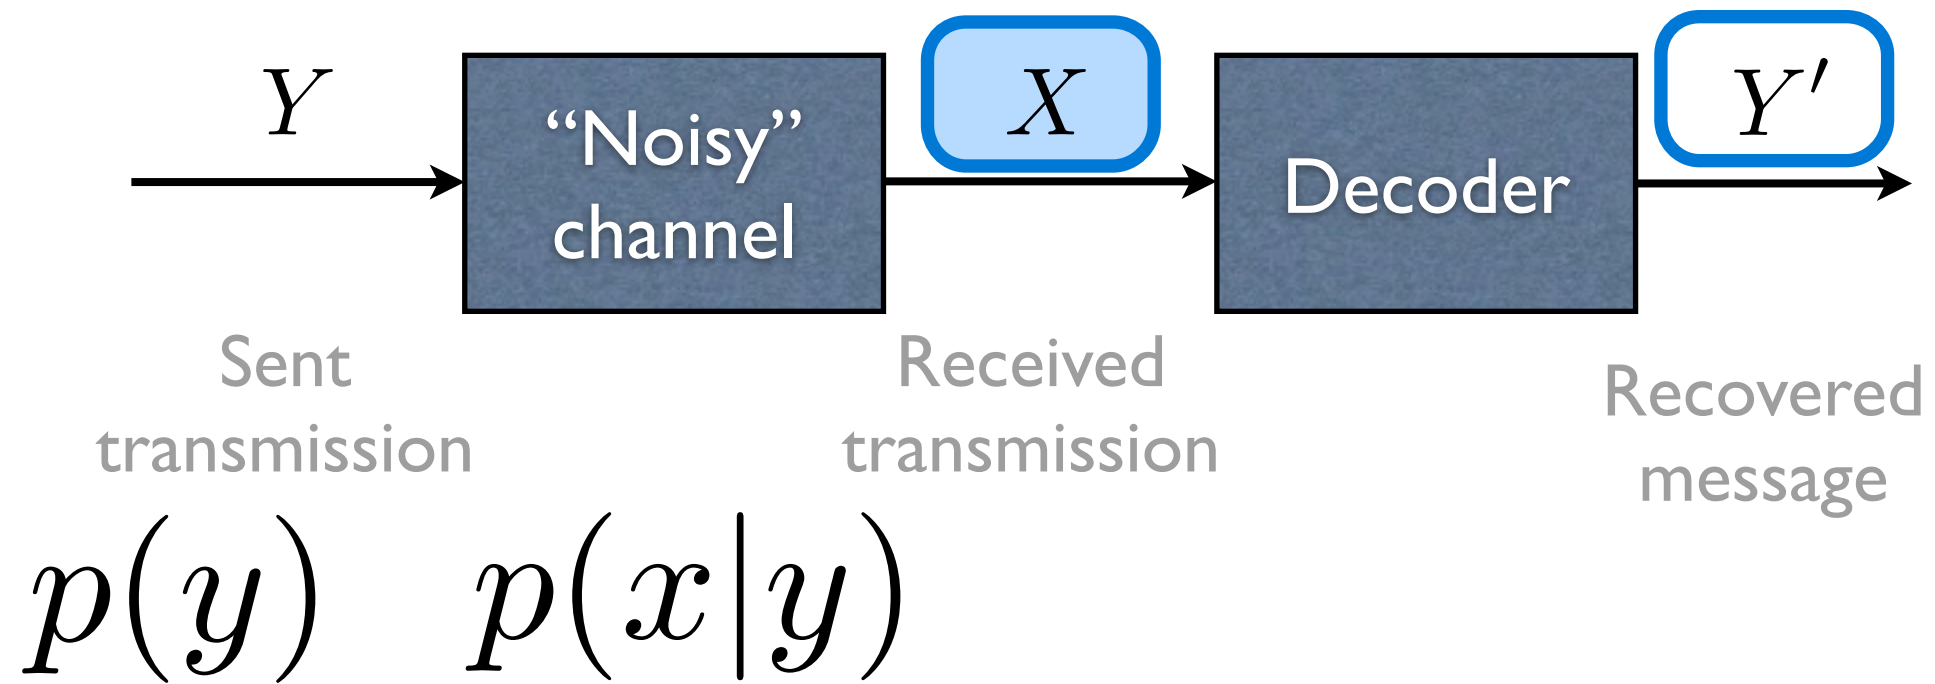 Y
“Noisy”
channel
X
Decoder
Y′
Sent
transmission
Received
transmission
Recovered
message
p(y)
p(x|y)